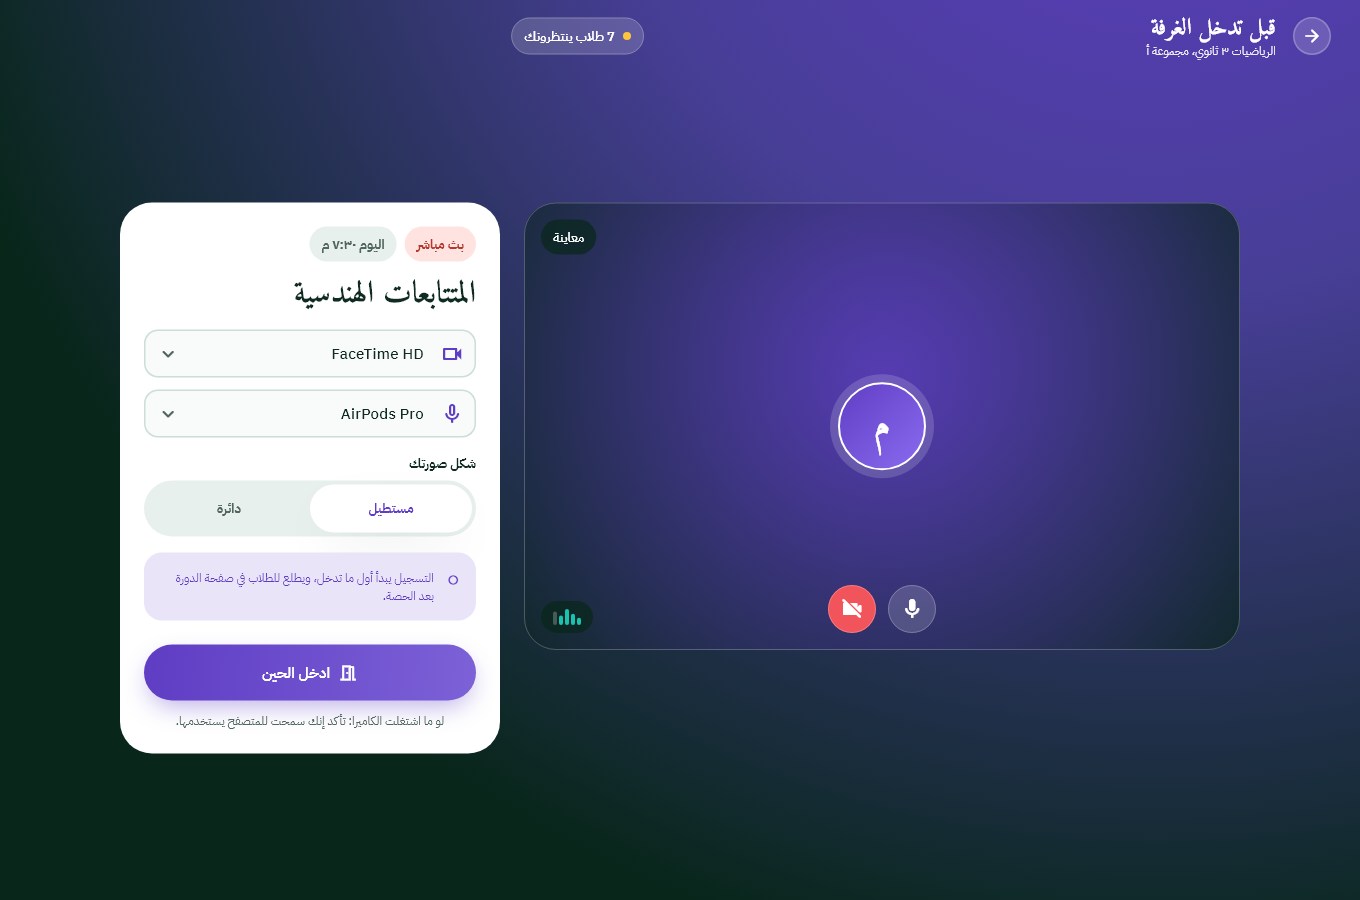 قبل تدخل الغرفة
الرياضيات ٣ ثانوي، مجموعة أ
7 طلاب ينتظرونك
معاينة
م
بث مباشر
اليوم ٧:٣٠ م
المتتابعات الهندسية
FaceTime HD
AirPods Pro
شكل صورتك
مستطيل
دائرة
التسجيل يبدأ أول ما تدخل، ويطلع للطلاب في صفحة الدورة
بعد الحصة.
ادخل الحين
لو ما اشتغلت الكاميرا: تأكد إنك سمحت للمتصفح يستخدمها.